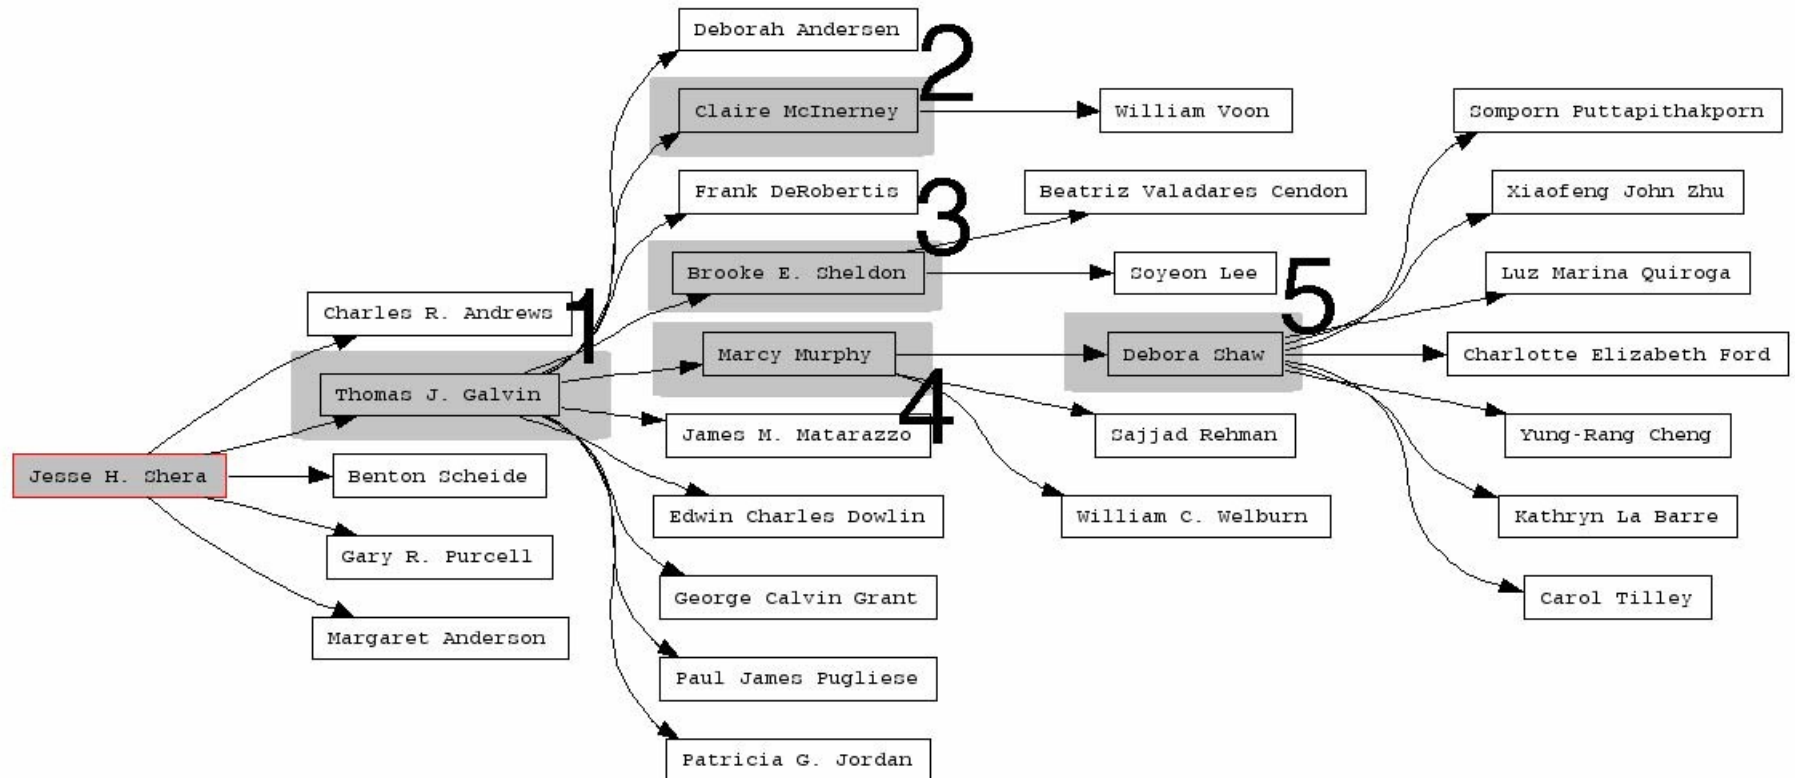 Jesse H. Shera
Charles R. Andrews
1
Thomas J. Galvin
Benton Scheide
Gary R. Purcell
Margaret Anderson
Deborah Andersen
2
Claire McInerney
Frank DeRobertis
3
Brooke E. Sheldon
Marcy Murphy
4
James M. Matarazzo
Edwin Charles Dowlin
George Calvin Grant
Paul James Pugliese
Patricia G. Jordan
William Voon
Beatriz Valadares Cendon
Soyeon Lee
5
Debora Shaw
Sajjad Rehman
William C. Welburn
Somporn Puttapithakporn
Xiaofeng John Zhu
Luz Marina Quiroga
Charlotte Elizabeth Ford
Yung-Rang Cheng
Kathryn La Barre
Carol Tilley